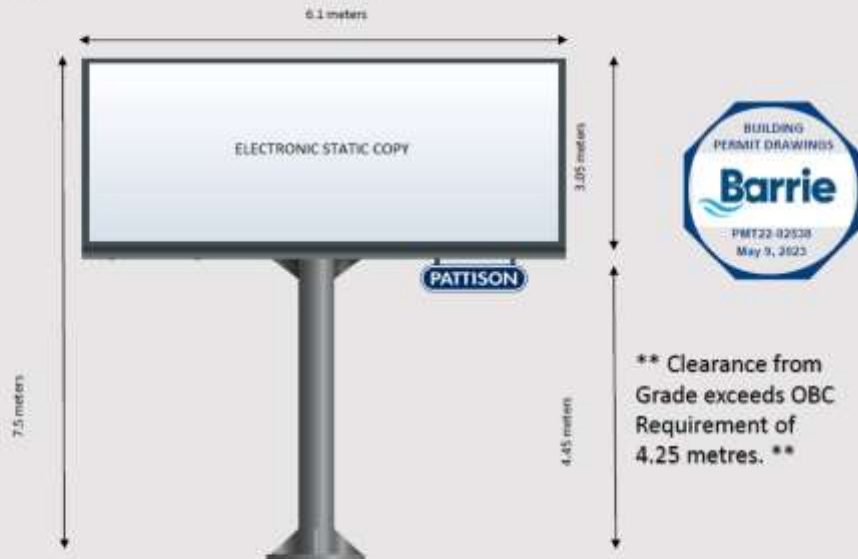 6.1 meters
ELECTRONIC STATIC COPY
3.05 meters
BUILDING
PERMIT DRAWINGS
Barrie
PMT22-02538
May 9, 2023
PATTISON
7.5 meters
4.45 meters
** Clearance from
Grade exceeds OBC
Requirement of
4.25 metres. **